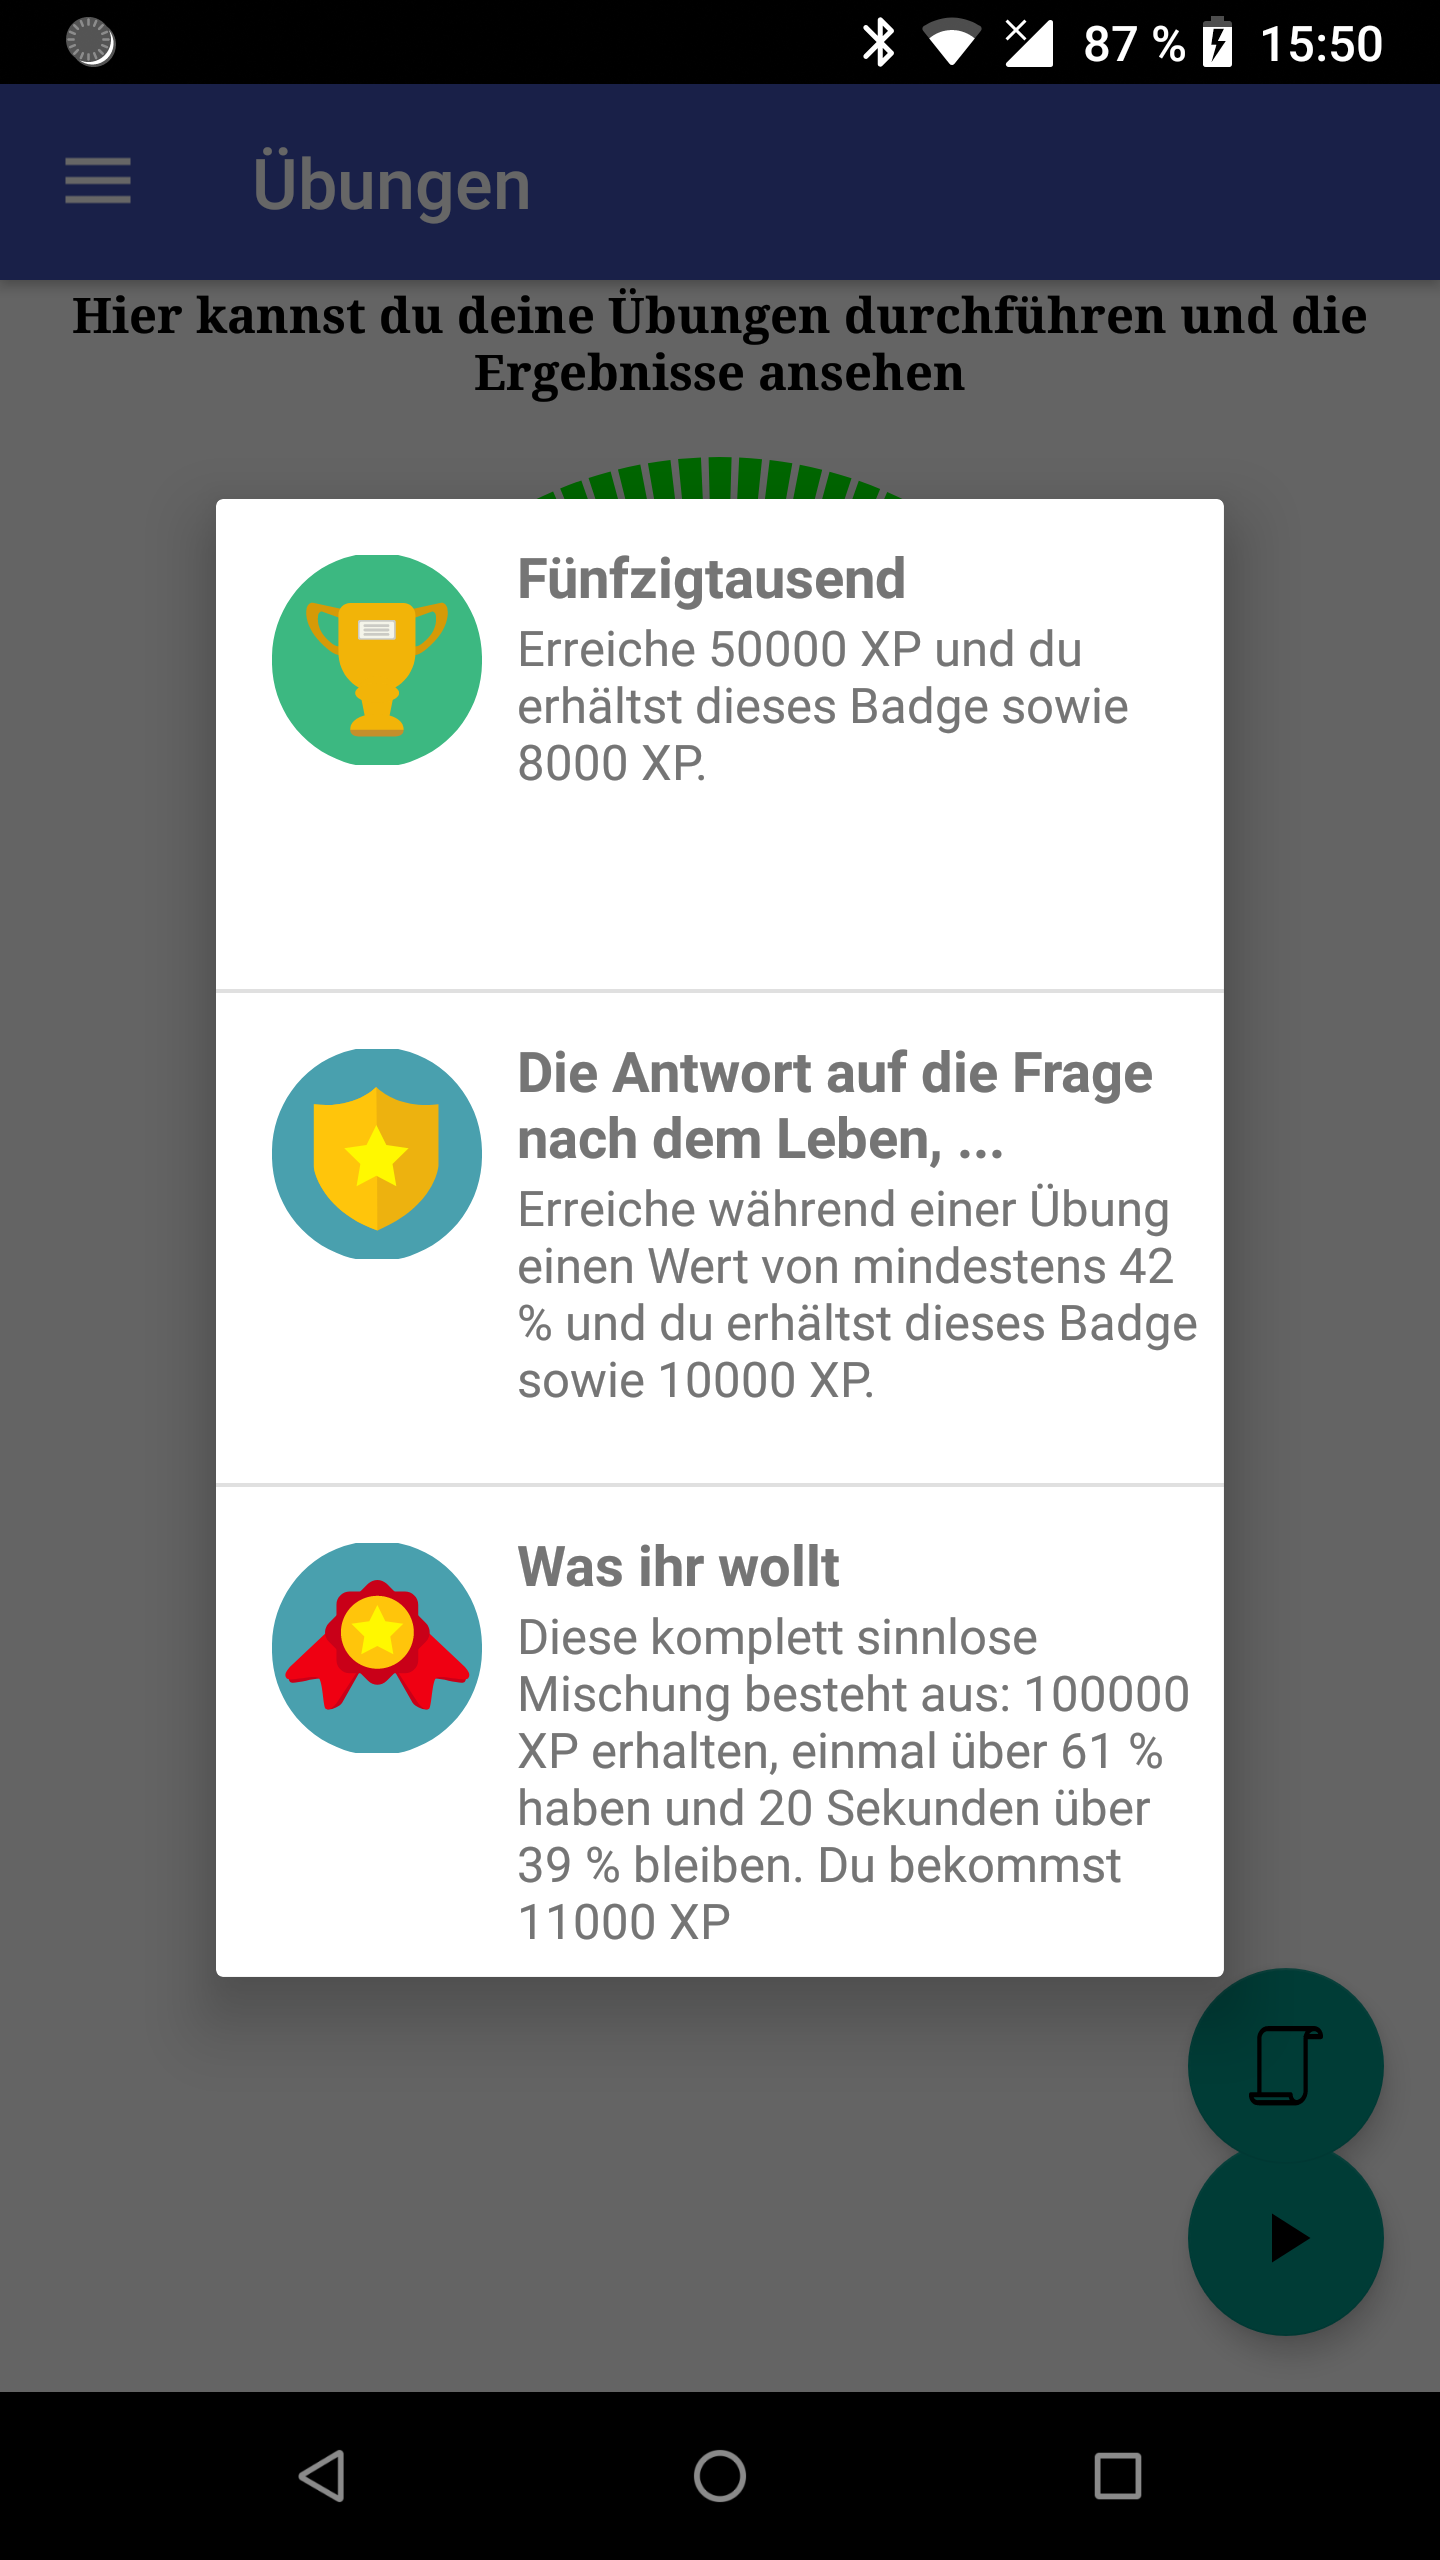 87 % 15:50
Übungen
Hier kannst du deine Übungen durchführen und die
Ergebnisse ansehen
Fünfzigtausend
Erreiche 50000 XP und du
erhältst dieses Badge sowie
8000 XP.
Die Antwort auf die Frage
nach dem Leben, ...
Erreiche während einer Übung
einen Wert von mindestens 42
% und du erhältst dieses Badge
sowie 10000 XP.
Was ihr wollt
Diese komplett sinnlose
Mischung besteht aus: 100000
XP erhalten, einmal über 61 %
haben und 20 Sekunden über
39 % bleiben. Du bekommst
11000 XP